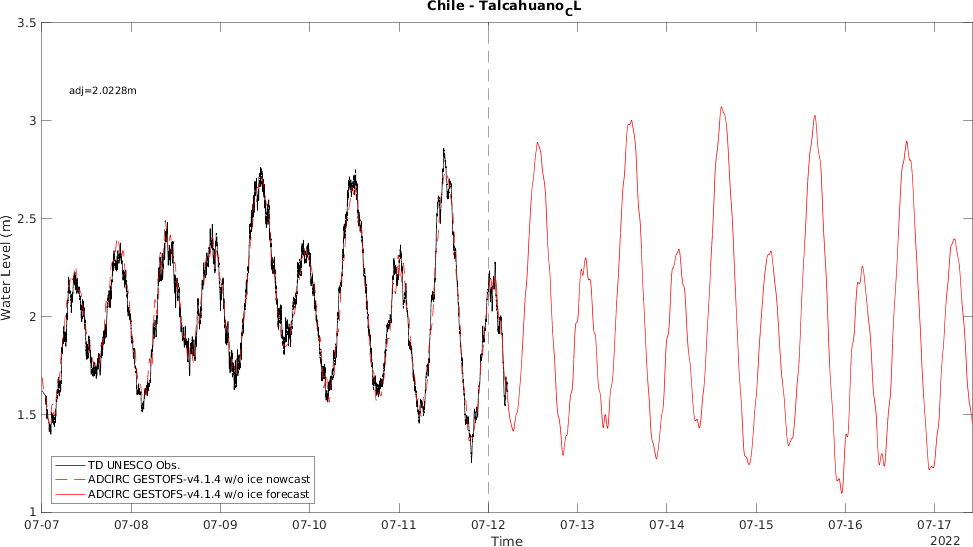 Chile - Talcahuano_CL
3.5
adj=2.0228m
3
2.5
Water Level (m)
2
1.5
TD UNESCO Obs.
ADCIRC GESTOFS-v4.1.4 w/o ice nowcast
ADCIRC GESTOFS-v4.1.4 w/o ice forecast
1
07-07 07-08 07-09 07-10 07-11 07-12 07-13 07-14 07-15 07-16 07-17
Time
2022